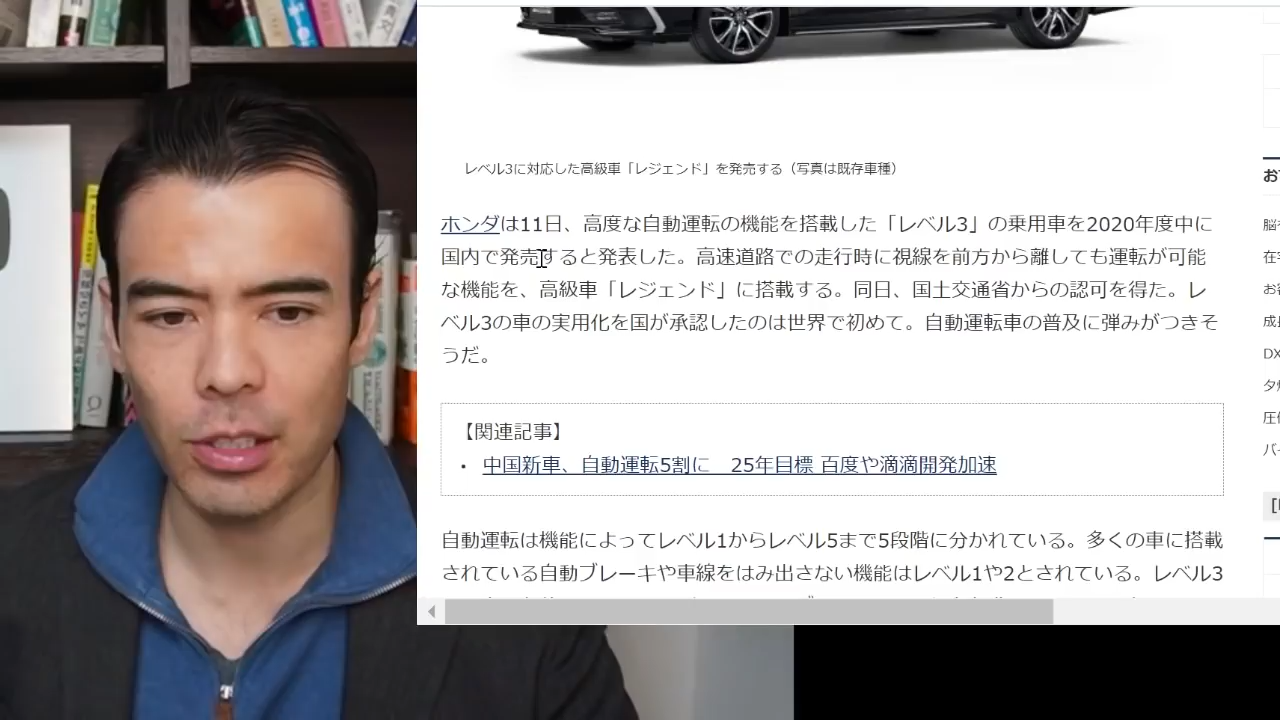 レベル3に対応した高級車「レジェンド」を発売する（写真は既存車種）
ホンダは11日、高度な自動運転の機能を搭載した「レベル3」の乗用車を2020年度中に
国内で発売すると発表した。高速道路での走行時に視線を前方から離しても運転が可能
な機能を、高級車「レジェンド」に搭載する。同日、国土交通省からの認可を得た。レ
ベル3の車の実用化を国が承認したのは世界で初めて。自動運転車の普及に弾みがつきそ
うだ。
【関連記事】
・ 中国新車、自動運転5割に　25年目標 百度や滴滴開発加速
自動運転は機能によってレベル1からレベル5まで5段階に分かれている。多くの車に搭載
されている自動ブレーキや車線をはみ出さない機能はレベル1や2とされている。レベル3
お
脳
在
お
成
DX
夕
圧
バ
[